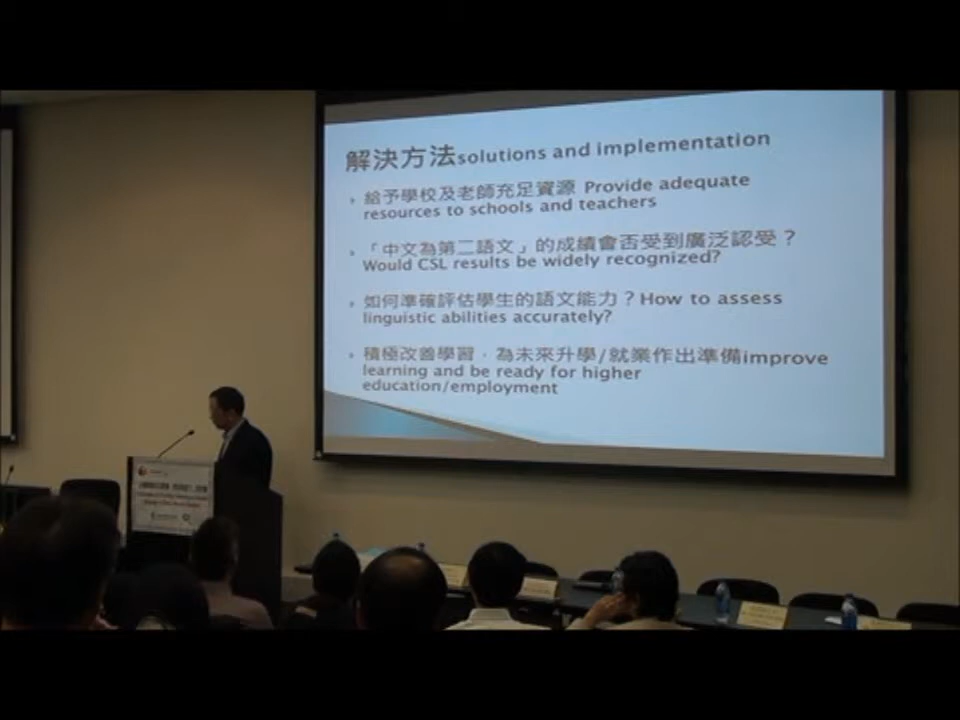 解決方法solutions and implementation
給予學校及老師充足資源 Provide adequate
resources to schools and teachers
「中文為第二語文」的成績會否受到廣泛認受？
Would CSL results be widely recognized?
如何準確評估學生的語文能力？How to assess
linguistic abilities accurately?
積極改善學習，為未來升學/就業作出準備improve
learning and be ready for higher
education/employment